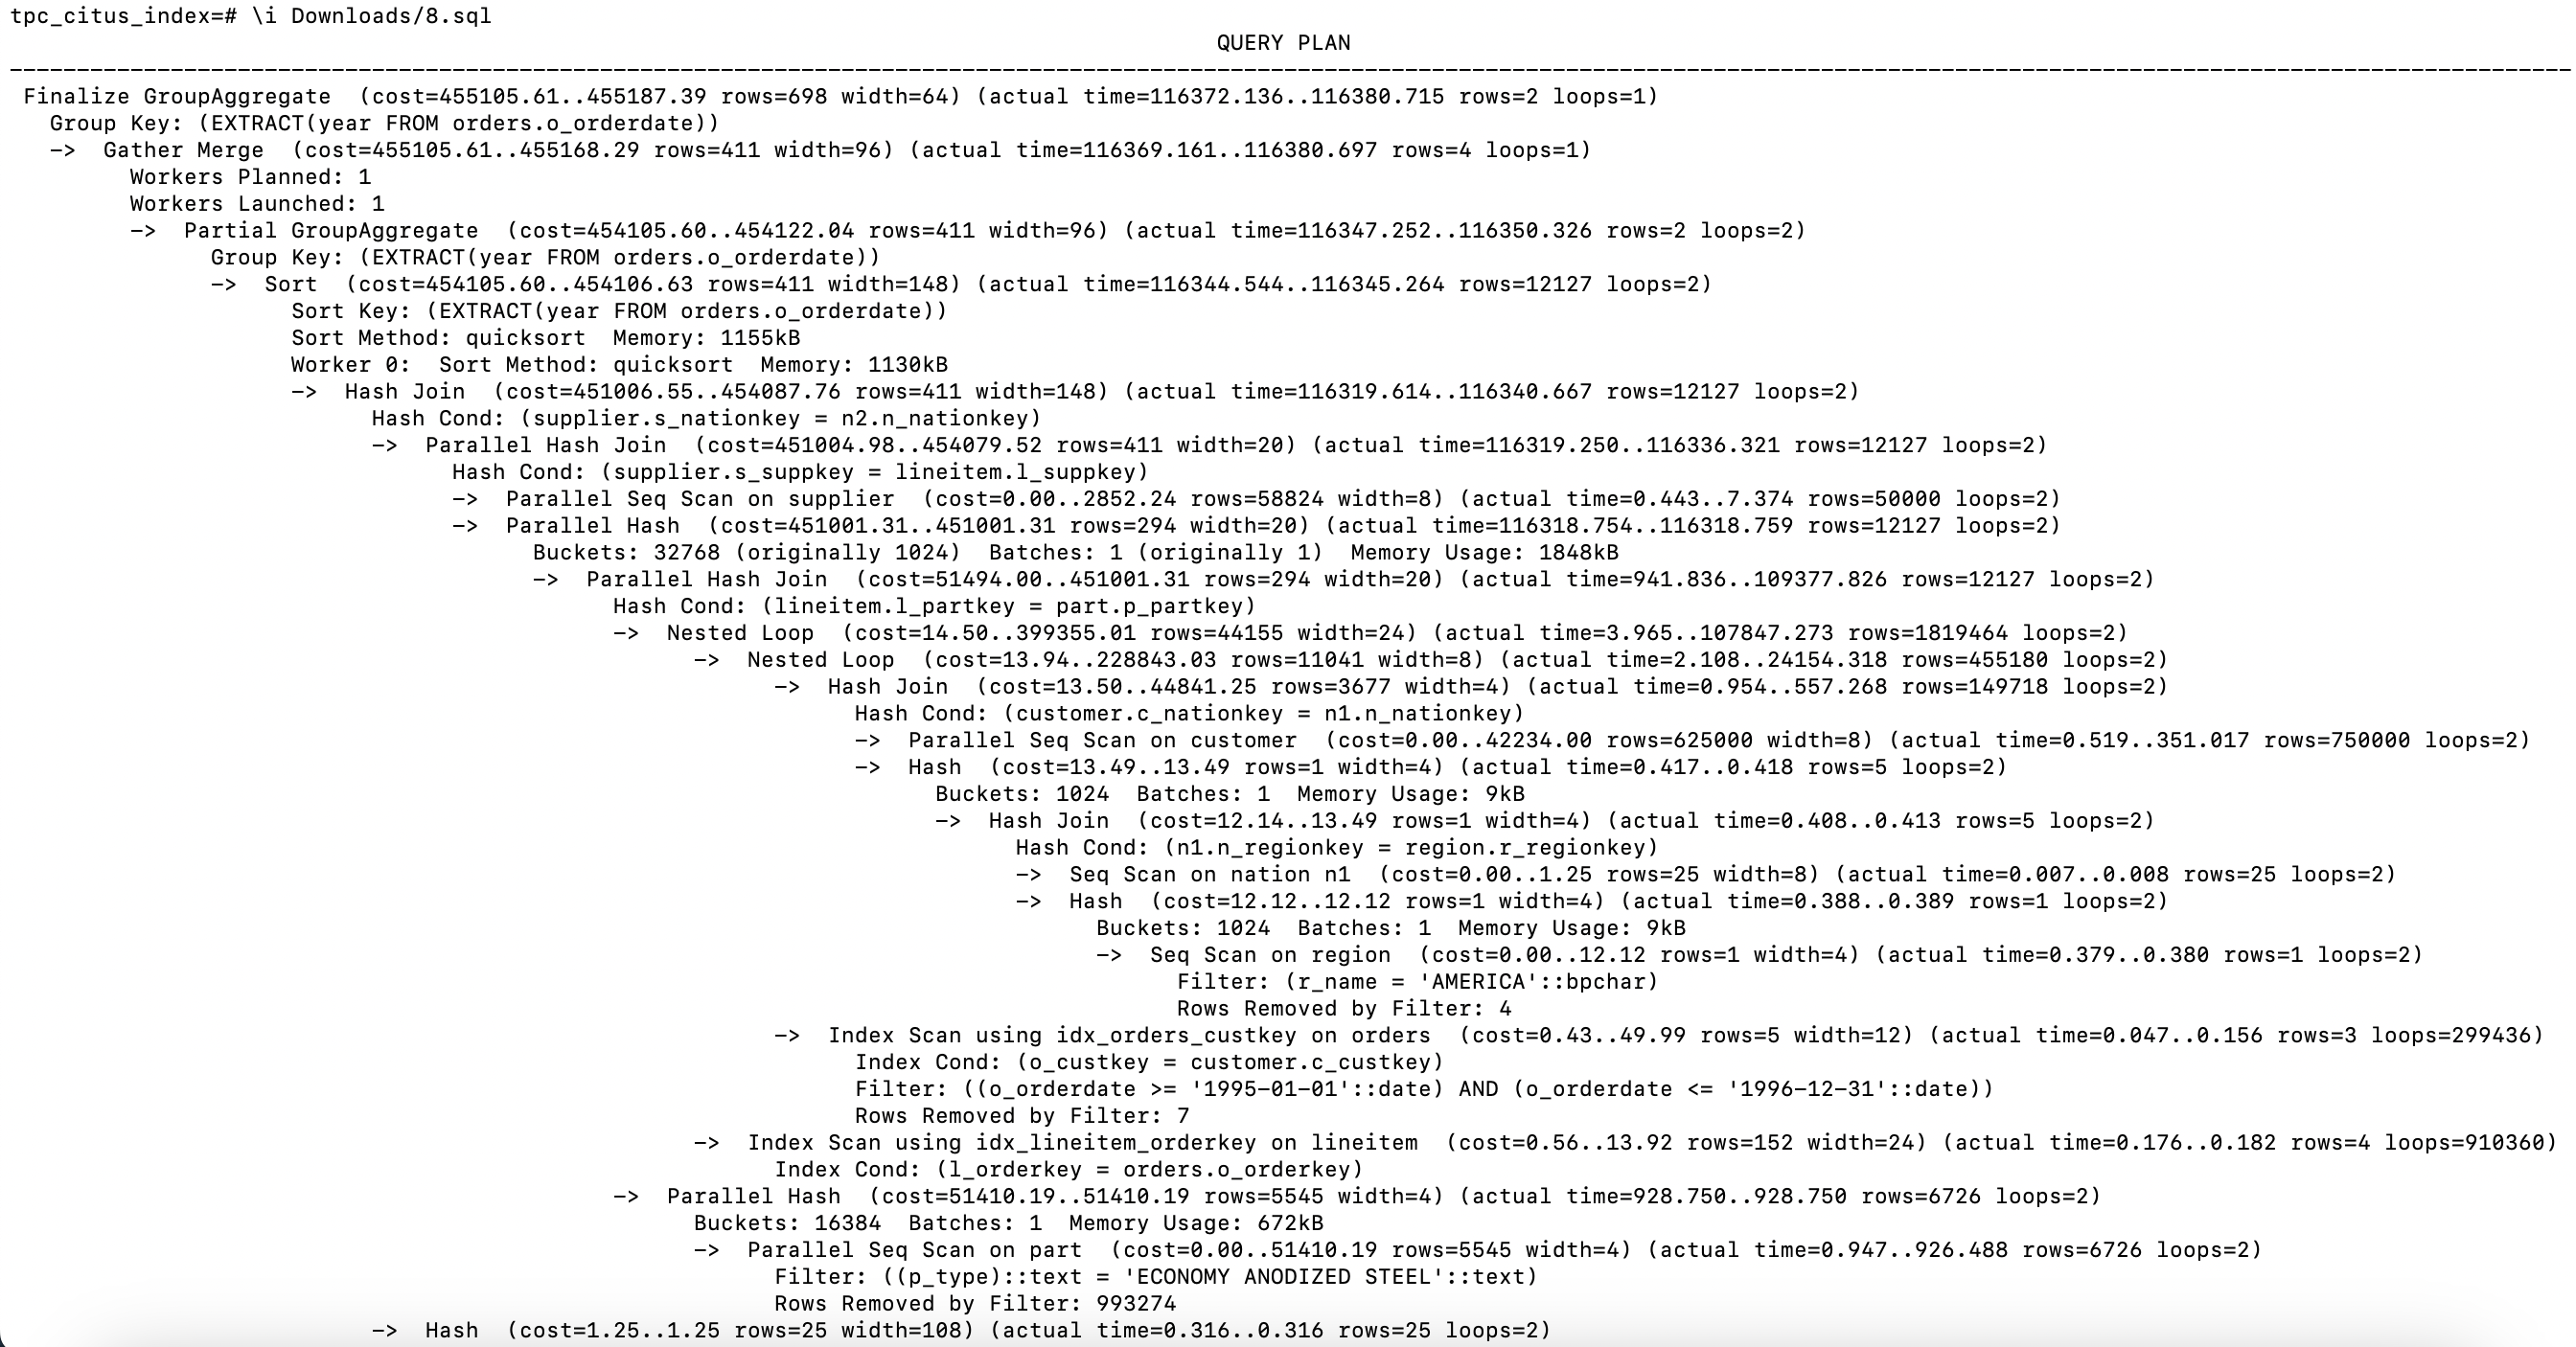 tpc_citus_index=# \i Downloads/8.sql
QUERY PLAN
Finalize GroupAggregate  (cost=455105.61..455187.39 rows=698 width=64) (actual time=116372.136..116380.715 rows=2 loops=1)
Group Key: (EXTRACT(year FROM orders.o_orderdate))
->  Gather Merge  (cost=455105.61..455168.29 rows=411 width=96) (actual time=116369.161..116380.697 rows=4 loops=1)
Workers Planned: 1
Workers Launched: 1
->  Partial GroupAggregate  (cost=454105.60..454122.04 rows=411 width=96) (actual time=116347.252..116350.326 rows=2 loops=2)
Group Key: (EXTRACT(year FROM orders.o_orderdate))
->  Sort  (cost=454105.60..454106.63 rows=411 width=148) (actual time=116344.544..116345.264 rows=12127 loops=2)
Sort Key: (EXTRACT(year FROM orders.o_orderdate))
Sort Method: quicksort  Memory: 1155kB
Worker 0:  Sort Method: quicksort  Memory: 1130kB
->  Hash Join  (cost=451006.55..454087.76 rows=411 width=148) (actual time=116319.614..116340.667 rows=12127 loops=2)
Hash Cond: (supplier.s_nationkey = n2.n_nationkey)
->  Parallel Hash Join  (cost=451004.98..454079.52 rows=411 width=20) (actual time=116319.250..116336.321 rows=12127 loops=2)
Hash Cond: (supplier.s_suppkey = lineitem.l_suppkey)
->  Parallel Seq Scan on supplier  (cost=0.00..2852.24 rows=58824 width=8) (actual time=0.443..7.374 rows=50000 loops=2)
->  Parallel Hash  (cost=451001.31..451001.31 rows=294 width=20) (actual time=116318.754..116318.759 rows=12127 loops=2)
Buckets: 32768 (originally 1024)  Batches: 1 (originally 1)  Memory Usage: 1848kB
->  Parallel Hash Join  (cost=51494.00..451001.31 rows=294 width=20) (actual time=941.836..109377.826 rows=12127 loops=2)
Hash Cond: (lineitem.l_partkey = part.p_partkey)
->  Nested Loop  (cost=14.50..399355.01 rows=44155 width=24) (actual time=3.965..107847.273 rows=1819464 loops=2)
->  Nested Loop  (cost=13.94..228843.03 rows=11041 width=8) (actual time=2.108..24154.318 rows=455180 loops=2)
->  Hash Join  (cost=13.50..44841.25 rows=3677 width=4) (actual time=0.954..557.268 rows=149718 loops=2)
Hash Cond: (customer.c_nationkey = n1.n_nationkey)
->  Parallel Seq Scan on customer  (cost=0.00..42234.00 rows=625000 width=8) (actual time=0.519..351.017 rows=750000 loops=2)
->  Hash  (cost=13.49..13.49 rows=1 width=4) (actual time=0.417..0.418 rows=5 loops=2)
Buckets: 1024  Batches: 1  Memory Usage: 9kB
->  Hash Join  (cost=12.14..13.49 rows=1 width=4) (actual time=0.408..0.413 rows=5 loops=2)
Hash Cond: (n1.n_regionkey = region.r_regionkey)
->  Seq Scan on nation n1  (cost=0.00..1.25 rows=25 width=8) (actual time=0.007..0.008 rows=25 loops=2)
->  Hash  (cost=12.12..12.12 rows=1 width=4) (actual time=0.388..0.389 rows=1 loops=2)
Buckets: 1024  Batches: 1  Memory Usage: 9kB
->  Seq Scan on region  (cost=0.00..12.12 rows=1 width=4) (actual time=0.379..0.380 rows=1 loops=2)
Filter: (r_name = 'AMERICA'::bpchar)
Rows Removed by Filter: 4
->  Index Scan using idx_orders_custkey on orders  (cost=0.43..49.99 rows=5 width=12) (actual time=0.047..0.156 rows=3 loops=299436)
Index Cond: (o_custkey = customer.c_custkey)
Filter: ((o_orderdate >= '1995-01-01'::date) AND (o_orderdate <= '1996-12-31'::date))
Rows Removed by Filter: 7
->  Index Scan using idx_lineitem_orderkey on lineitem  (cost=0.56..13.92 rows=152 width=24) (actual time=0.176..0.182 rows=4 loops=910360)
Index Cond: (l_orderkey = orders.o_orderkey)
->  Parallel Hash  (cost=51410.19..51410.19 rows=5545 width=4) (actual time=928.750..928.750 rows=6726 loops=2)
Buckets: 16384  Batches: 1  Memory Usage: 672kB
->  Parallel Seq Scan on part  (cost=0.00..51410.19 rows=5545 width=4) (actual time=0.947..926.488 rows=6726 loops=2)
Filter: ((p_type)::text = 'ECONOMY ANODIZED STEEL'::text)
Rows Removed by Filter: 993274
->  Hash  (cost=1.25..1.25 rows=25 width=108) (actual time=0.316..0.316 rows=25 loops=2)